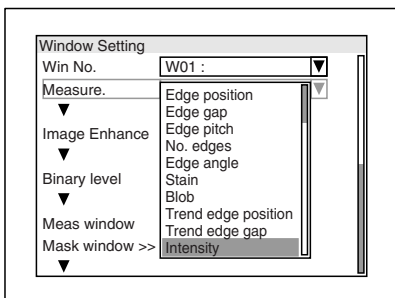 Window Setting
Win No. W01 :
Measure.
Edge position
Edge gap
Edge pitch
No. edges
Edge angle
Stain
Blob
Trend edge position
Trend edge gap
Intensity
Image Enhance
Binary level
Meas window
Mask window >>